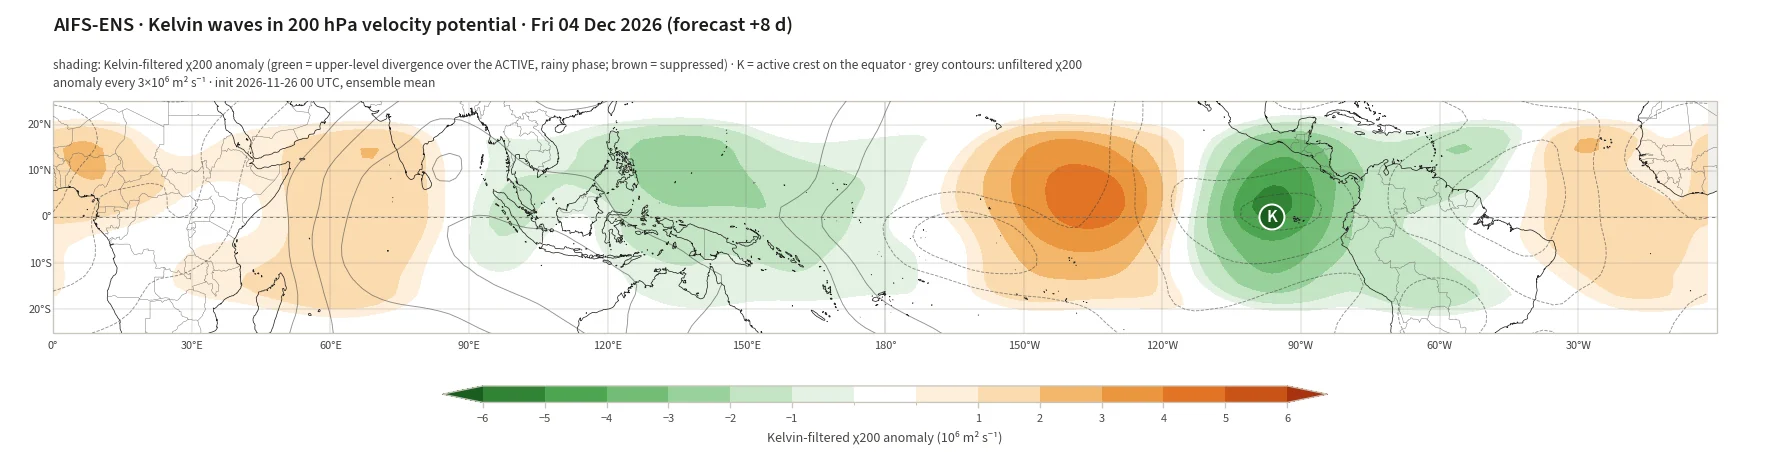 AIFS-ENS · Kelvin waves in 200 hPa velocity potential · Fri 04 Dec 2026 (forecast +8 d)
shading: Kelvin-filtered χ200 anomaly (green = upper-level divergence over the ACTIVE, rainy phase; brown = suppressed) · K = active crest on the equator · grey contours: unfiltered χ200
anomaly every 3×10⁶ m² s⁻¹ · init 2026-11-26 00 UTC, ensemble mean
20°N
10°N
0°
10°S
20°S
K
0° 30°E 60°E 90°E 120°E 150°E 180° 150°W 120°W 90°W 60°W 30°W
−6 −5 −4 −3 −2 −1 1 2 3 4 5 6
Kelvin-filtered χ200 anomaly (10⁶ m² s⁻¹)